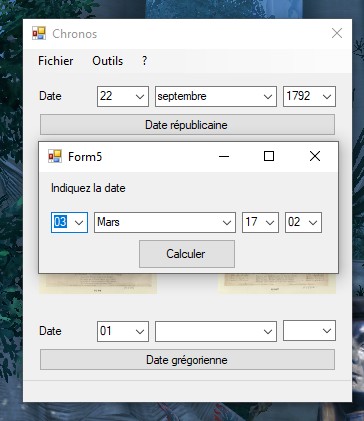 Chronos
Fichier Outils ?
Date 22 septembre 1792
Date républicaine
Form5
Indiquez la date
03 Mars 17 02
Calculer
Date 01
Date grégorienne